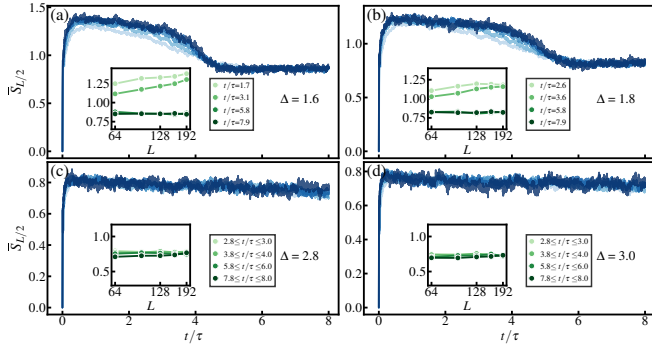 (a)
1.5
1.0
0.5
0.0
S̅_{L/2}
1.25
1.00
0.75
64
128
192
L
t/τ=1.7
t/τ=3.1
t/τ=5.8
t/τ=7.9
Δ = 1.6
(b)
1.0
0.5
0.0
1.25
1.00
0.75
64
128
192
L
t/τ=2.6
t/τ=3.6
t/τ=5.8
t/τ=7.9
Δ = 1.8
(c)
0.8
0.6
0.4
0.2
0.0
S̅_{L/2}
1.0
0.5
64
128
192
L
2.8≤ t/τ ≤3.0
3.8≤ t/τ ≤4.0
5.8≤ t/τ ≤6.0
7.8≤ t/τ ≤8.0
Δ = 2.8
0
2
4
6
8
t/τ
(d)
0.8
0.6
0.4
0.2
0.0
1.0
0.5
64
128
192
L
2.8≤ t/τ ≤3.0
3.8≤ t/τ ≤4.0
5.8≤ t/τ ≤6.0
7.8≤ t/τ ≤8.0
Δ = 3.0
0
2
4
6
8
t/τ